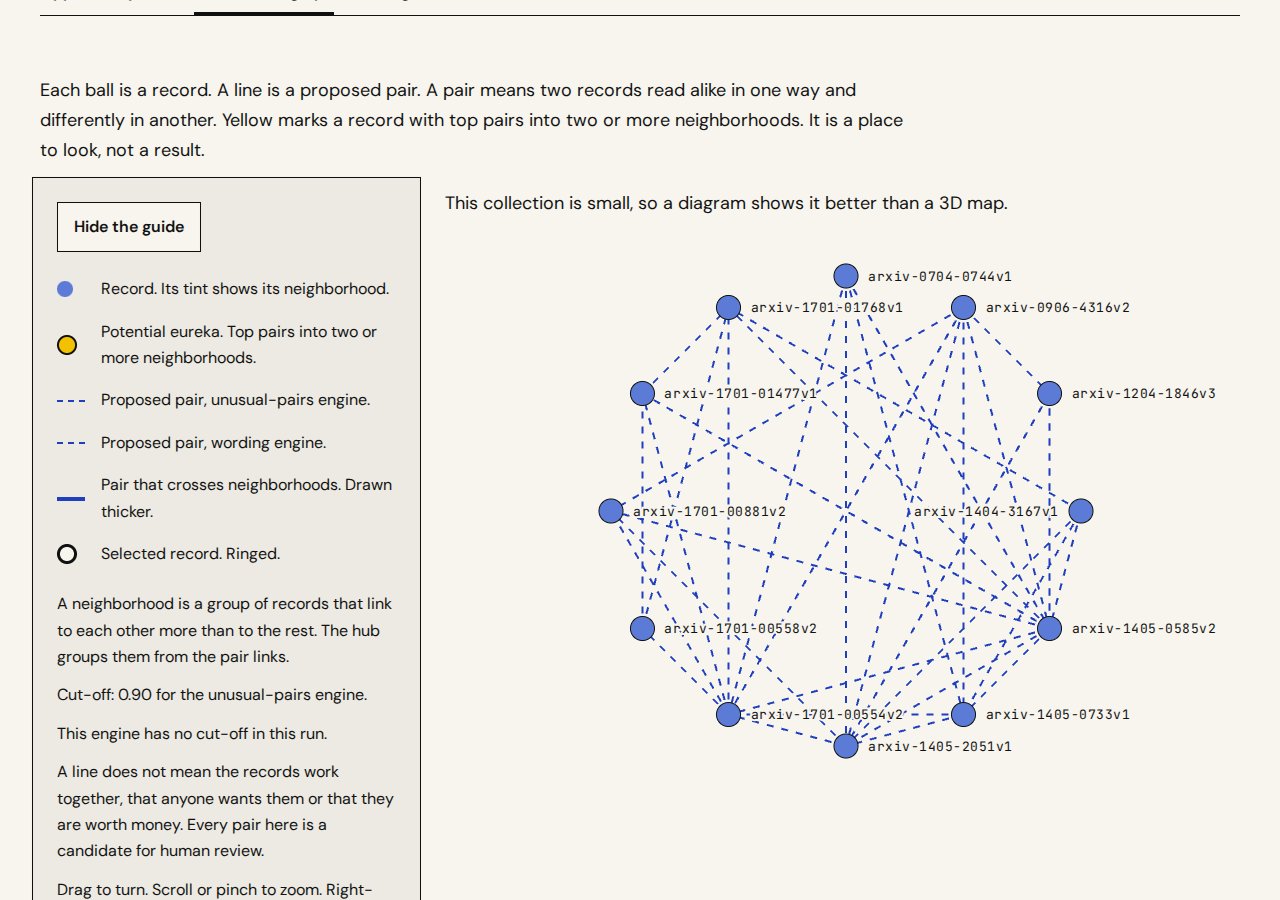 Each ball is a record. A line is a proposed pair. A pair means two records read alike in one way and
differently in another. Yellow marks a record with top pairs into two or more neighborhoods. It is a place
to look, not a result.
Hide the guide
Record. Its tint shows its neighborhood.
Potential eureka. Top pairs into two or
more neighborhoods.
Proposed pair, unusual-pairs engine.
Proposed pair, wording engine.
Pair that crosses neighborhoods. Drawn
thicker.
Selected record. Ringed.
A neighborhood is a group of records that link
to each other more than to the rest. The hub
groups them from the pair links.
Cut-off: 0.90 for the unusual-pairs engine.
This engine has no cut-off in this run.
A line does not mean the records work
together, that anyone wants them or that they
are worth money. Every pair here is a
candidate for human review.
Drag to turn. Scroll or pinch to zoom. Right-
This collection is small, so a diagram shows it better than a 3D map.
arxiv-0704-0744v1
arxiv-1701-01768v1
arxiv-0906-4316v2
arxiv-1701-01477v1
arxiv-1204-1846v3
arxiv-1701-00881v2
arxiv-1404-3167v1
arxiv-1701-00558v2
arxiv-1405-0585v2
arxiv-1701-00554v2
arxiv-1405-0733v1
arxiv-1405-2051v1